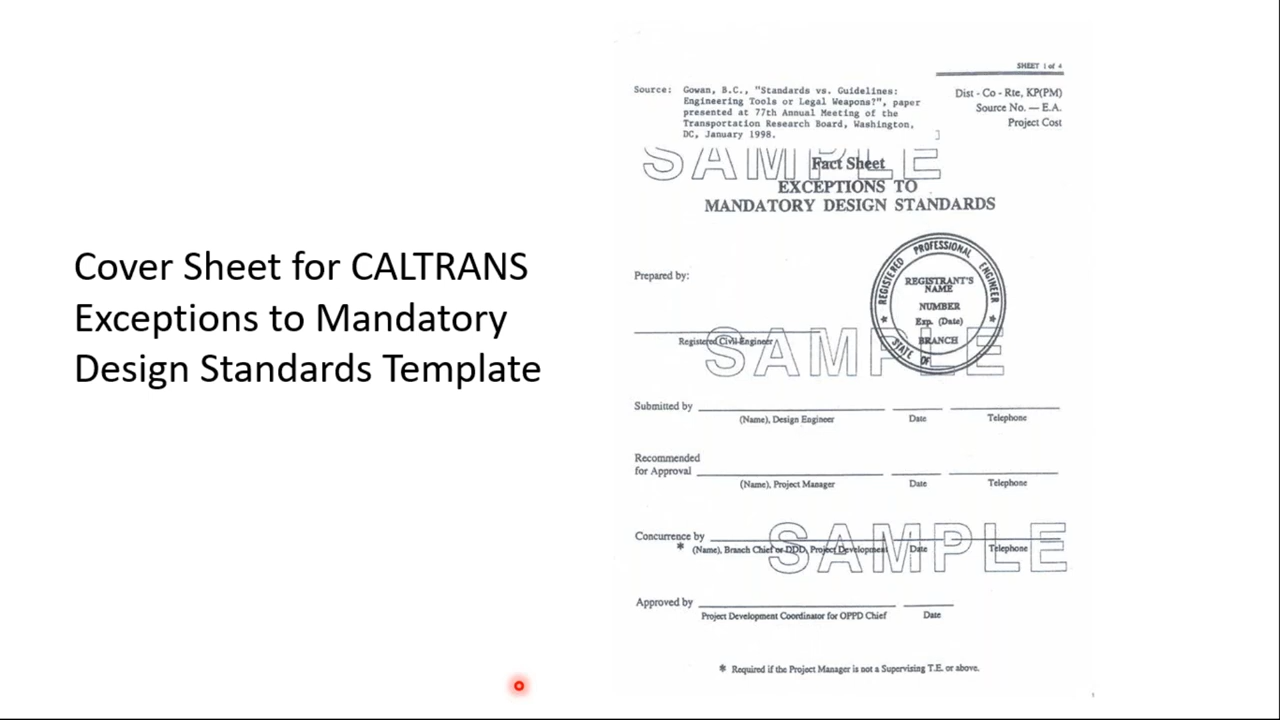 Cover Sheet for CALTRANS
Exceptions to Mandatory
Design Standards Template
SHEET 1 of 4
Source: Gowan, B.C., "Standards vs. Guidelines:
Engineering Tools or Legal Weapons?", paper
presented at 77th Annual Meeting of the
Transportation Research Board, Washington,
DC, January 1998.
Dist - Co - Rte, KP(PM)
Source No. — E.A.
Project Cost
SAMPLE
Fact Sheet
EXCEPTIONS TO
MANDATORY DESIGN STANDARDS
Prepared by:
REGISTERED PROFESSIONAL ENGINEER
REGISTRANT'S
NAME
NUMBER
Exp. (Date)
BRANCH
STATE OF
Registered Civil Engineer
SAMPLE
Submitted by
(Name), Design Engineer Date Telephone
Recommended
for Approval
(Name), Project Manager Date Telephone
Concurrence by
* (Name), Branch Chief or DDD, Project Development Date Telephone
SAMPLE
Approved by
Project Development Coordinator for OPPD Chief Date
* Required if the Project Manager is not a Supervising T.E. or above.